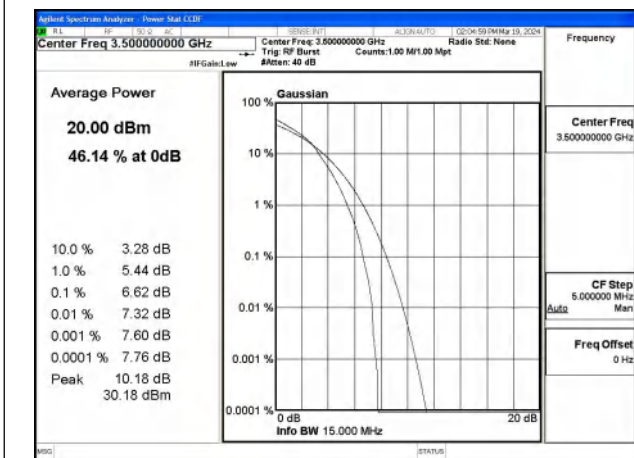 Agilent Spectrum Analyzer - Power Stat CCDF
RL RF 50 Ω AC SENSE:INT ALIGN AUTO 02:04:59 PM Mar 19, 2024
Center Freq 3.500000000 GHz
Center Freq: 3.500000000 GHz Radio Std: None
Trig: RF Burst Counts:1.00 M/1.00 Mpt
#IFGain:Low #Atten: 40 dB
Frequency
Average Power
20.00 dBm
46.14 % at 0dB
10.0 % 3.28 dB
1.0 % 5.44 dB
0.1 % 6.62 dB
0.01 % 7.32 dB
0.001 % 7.60 dB
0.0001 % 7.76 dB
Peak 10.18 dB
30.18 dBm
Gaussian
100 %
10 %
1 %
0.1 %
0.01 %
0.001 %
0.0001 %
0 dB 20 dB
Info BW 15.000 MHz
Center Freq
3.500000000 GHz
CF Step
5.000000 MHz
Auto Man
Freq Offset
0 Hz
MSG STATUS